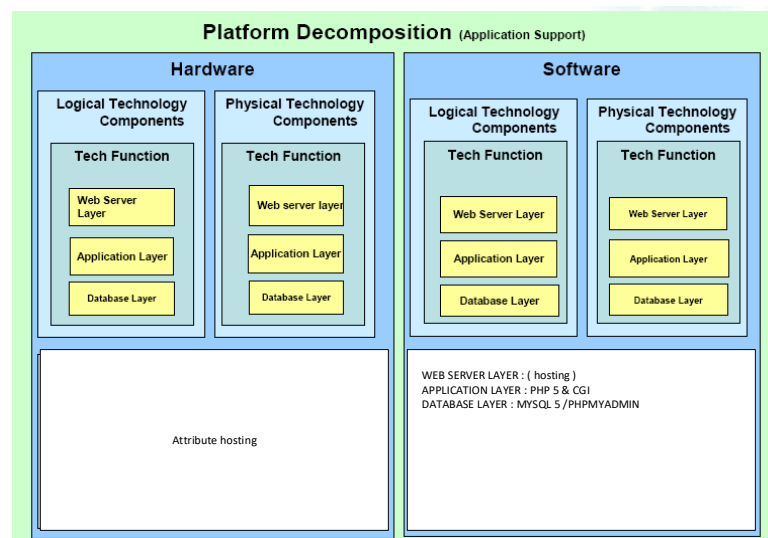 Platform Decomposition (Application Support)
Hardware
Logical Technology
Components
Tech Function
Web Server
Layer
Application Layer
Database Layer
Physical Technology
Components
Tech Function
Web server layer
Application Layer
Database Layer
Attribute hosting
Software
Logical Technology
Components
Tech Function
Web Server Layer
Application Layer
Database Layer
Physical Technology
Components
Tech Function
Web Server Layer
Application Layer
Database Layer
WEB SERVER LAYER : ( hosting )
APPLICATION LAYER : PHP 5 & CGI
DATABASE LAYER : MYSQL 5 /PHPMYADMIN